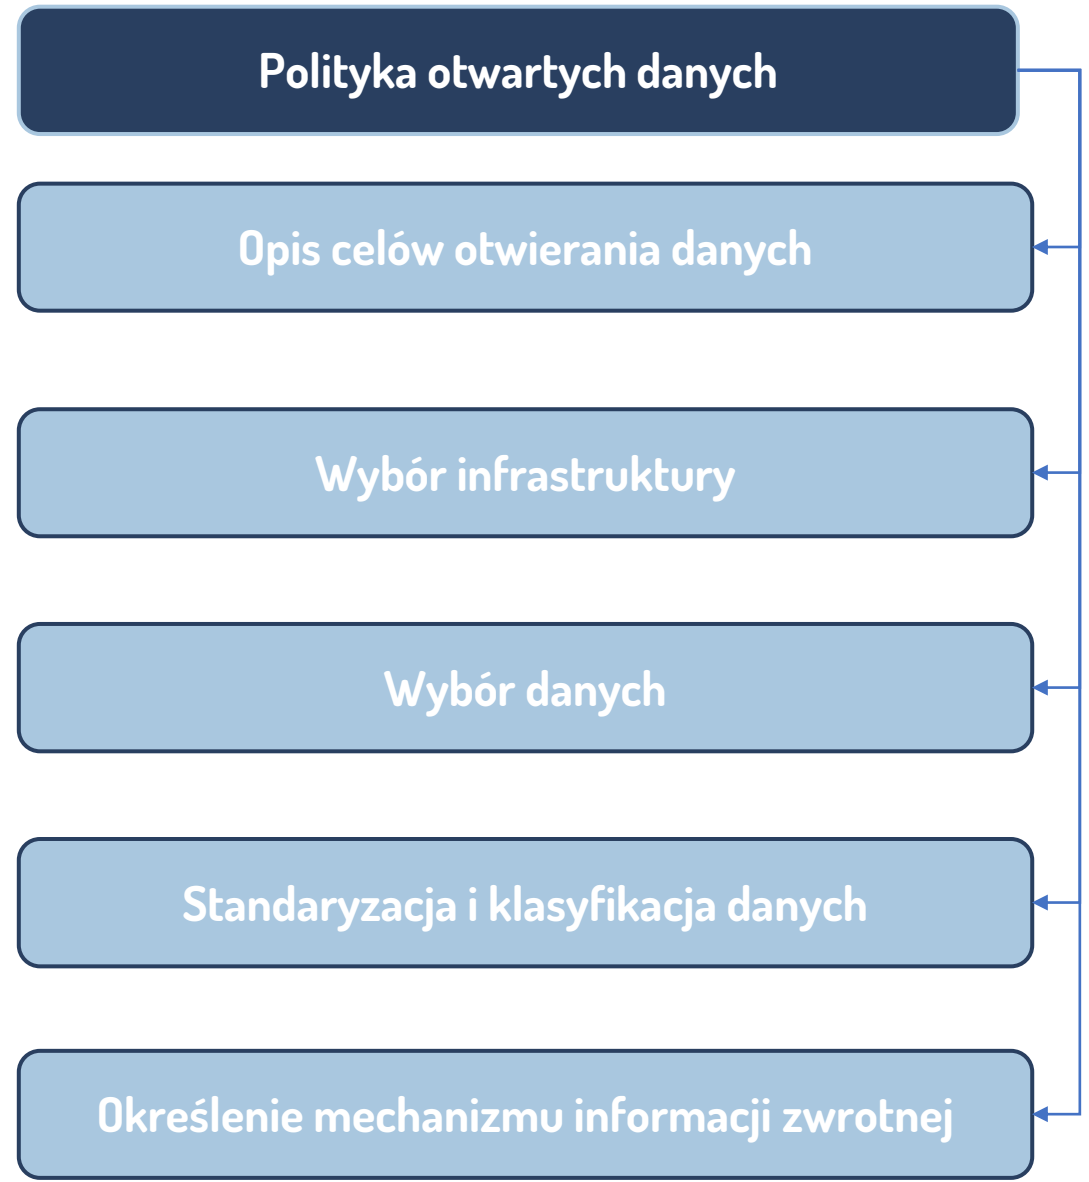 Polityka otwartych danych
Opis celów otwierania danych
Wybór infrastruktury
Wybór danych
Standaryzacja i klasyfikacja danych
Określenie mechanizmu informacji zwrotnej